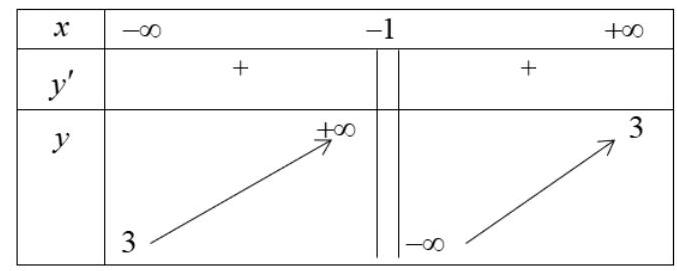 x −∞ −1 +∞
y′ + +
y +∞ 3
3 −∞